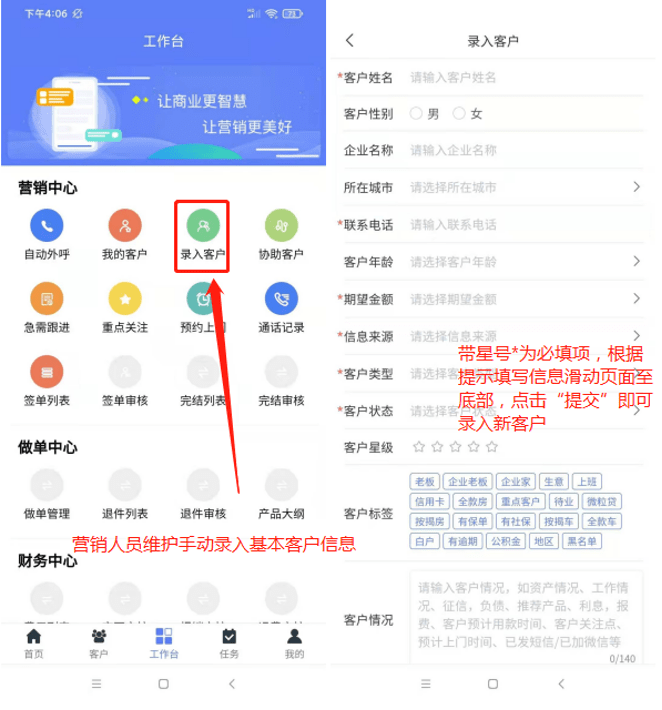 下午4:06
工作台
让商业更智慧
让营销更美好
营销中心
自动外呼 我的客户 录入客户 协助客户
急需跟进 重点关注 预约上门 通话记录
签单列表 签单审核 完结列表 完结审核
做单中心
做单管理 退件列表 退件审核 产品大纲
营销人员维护手动录入基本客户信息
财务中心
首页 客户 工作台 任务 我的
录入客户
*客户姓名 请输入客户姓名
客户性别 男 女
企业名称 请输入企业名称
所在城市 请选择所在城市
*联系电话 请输入联系电话
客户年龄 请选择客户年龄
*期望金额 请选择期望金额
*信息来源 请选择信息来源
*客户类型 请选择
*客户状态 请选择客户状态
带星号*为必填项，根据
提示填写信息滑动页面至
底部，点击“提交”即可
录入新客户
客户星级
客户标签
老板 企业老板 企业家 生意 上班
信用卡 全款房 重点客户 待业 微粒贷
按揭房 有保单 有社保 按揭车 全款车
白户 有逾期 公积金 地区 黑名单
客户情况
请输入客户情况，如资产情况、工作情
况、征信，负债、推荐产品、利息，报
费、客户预计用款时间、客户关注点、
预计上门时间、已发短信/已加微信等
0/140